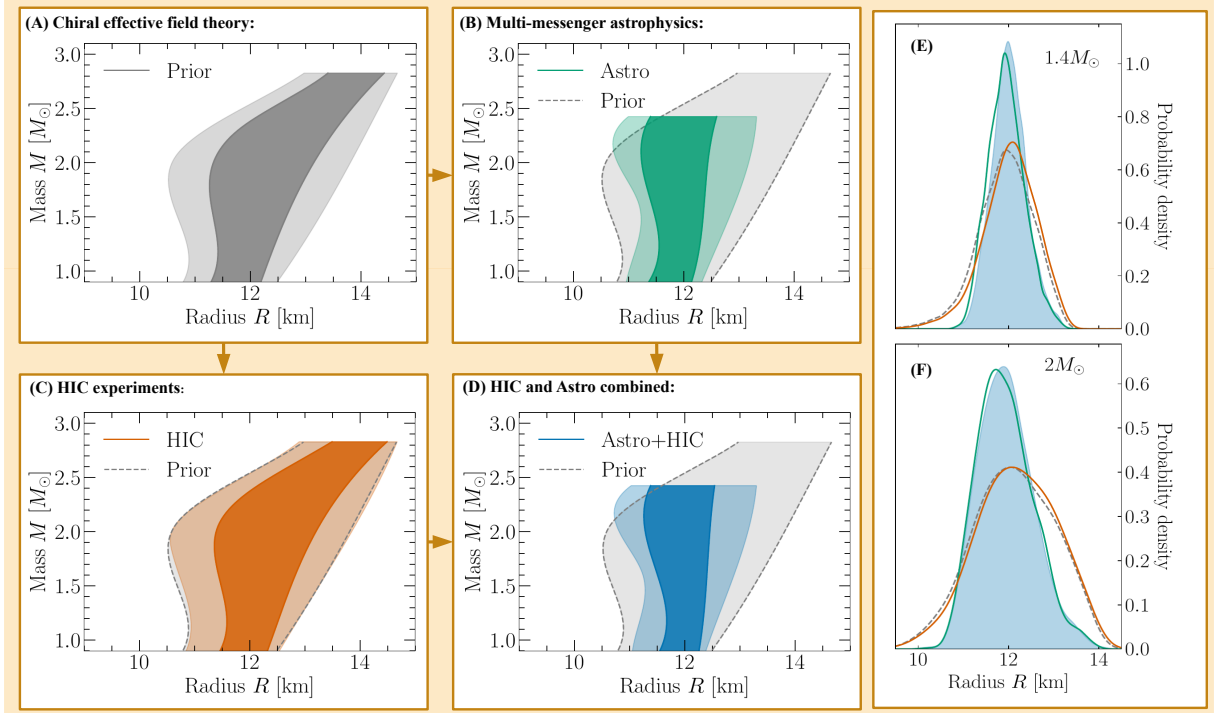 (A) Chiral effective field theory:
3.0
2.5
2.0
1.5
1.0
Mass M [M⊙]
Prior
10 12 14
Radius R [km]
(B) Multi-messenger astrophysics:
3.0
2.5
2.0
1.5
1.0
Mass M [M⊙]
Astro
Prior
10 12 14
Radius R [km]
(C) HIC experiments:
3.0
2.5
2.0
1.5
1.0
Mass M [M⊙]
HIC
Prior
10 12 14
Radius R [km]
(D) HIC and Astro combined:
3.0
2.5
2.0
1.5
1.0
Mass M [M⊙]
Astro+HIC
Prior
10 12 14
Radius R [km]
(E)
1.4M⊙
1.0
0.8
0.6
0.4
0.2
0.0
Probability density
(F)
2M⊙
0.6
0.5
0.4
0.3
0.2
0.1
0.0
Probability density
10 12 14
Radius R [km]